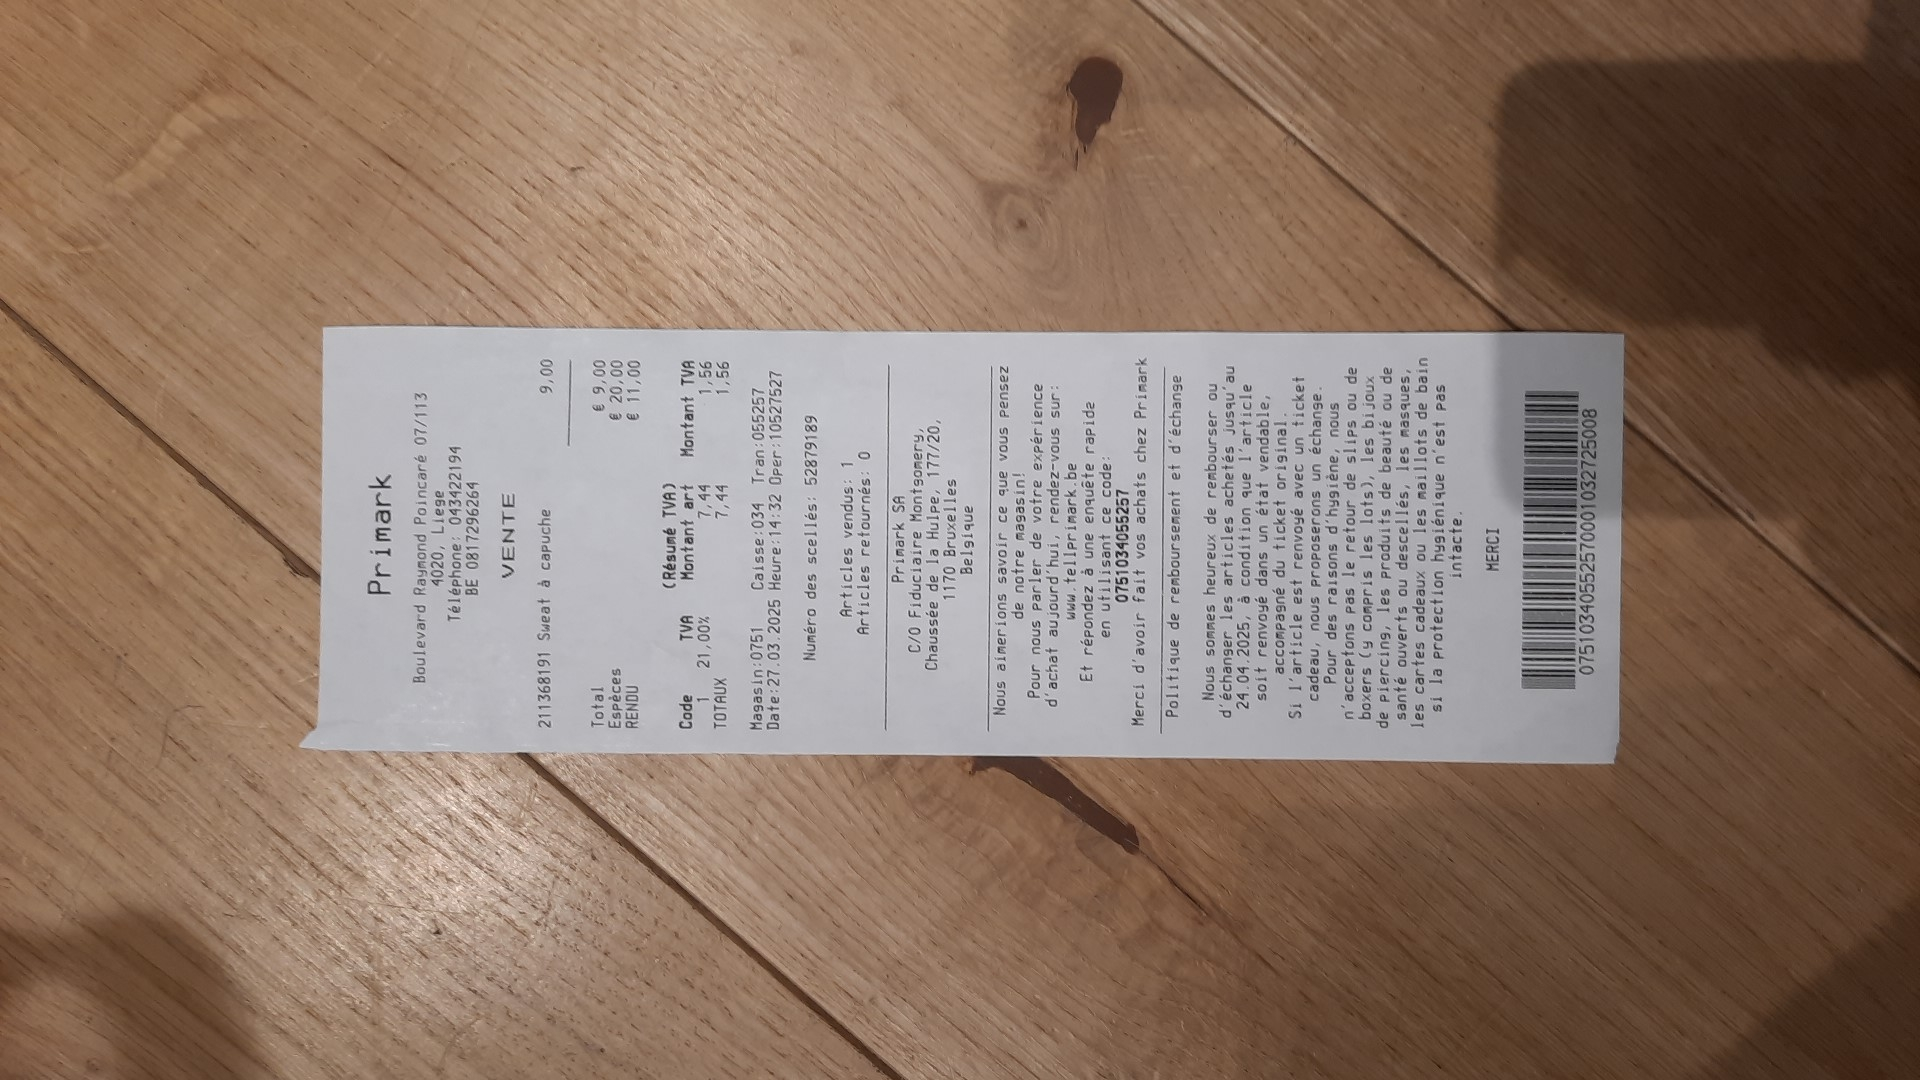 Primark
Boulevard Raymond Poincaré 07/113
4020, Liege
Téléphone: 043422194
BE 0817296264
VENTE
211368191 Sweat à capuche 9,00
Total € 9,00
Espèces € 20,00
RENDU € 11,00
(Résumé TVA)
Code TVA Montant art Montant TVA
1 21,00% 7,44 1,56
TOTAUX 7,44 1,56
Magasin:0751 Caisse:034 Tran:055257
Date:27.03.2025 Heure:14:32 Oper:10527527
Numéro des scellés: 52879189
Articles vendus: 1
Articles retournés: 0
Primark SA
C/O Fiduciaire Montgomery,
Chaussée de la Hulpe, 177/20,
1170 Bruxelles
Belgique
Nous aimerions savoir ce que vous pensez
de notre magasin!
Pour nous parler de votre expérience
d'achat aujourd'hui, rendez-vous sur:
www.tellprimark.be
Et répondez à une enquête rapide
en utilisant ce code:
0751034055257
Merci d'avoir fait vos achats chez Primark
Politique de remboursement et d'échange
Nous sommes heureux de rembourser ou
d'échanger les articles achetés jusqu'au
24.04.2025, à condition que l'article
soit renvoyé dans un état vendable,
accompagné du ticket original.
Si l'article est renvoyé avec un ticket
cadeau, nous proposerons un échange.
Pour des raisons d'hygiène, nous
n'acceptons pas le retour de slips ou de
boxers (y compris les lots), les bijoux
de piercing, les produits de beauté ou de
santé ouverts ou descellés, les masques,
les cartes cadeaux ou les maillots de bain
si la protection hygiénique n'est pas
intacte.
MERCI
0751034055257000103272500​8